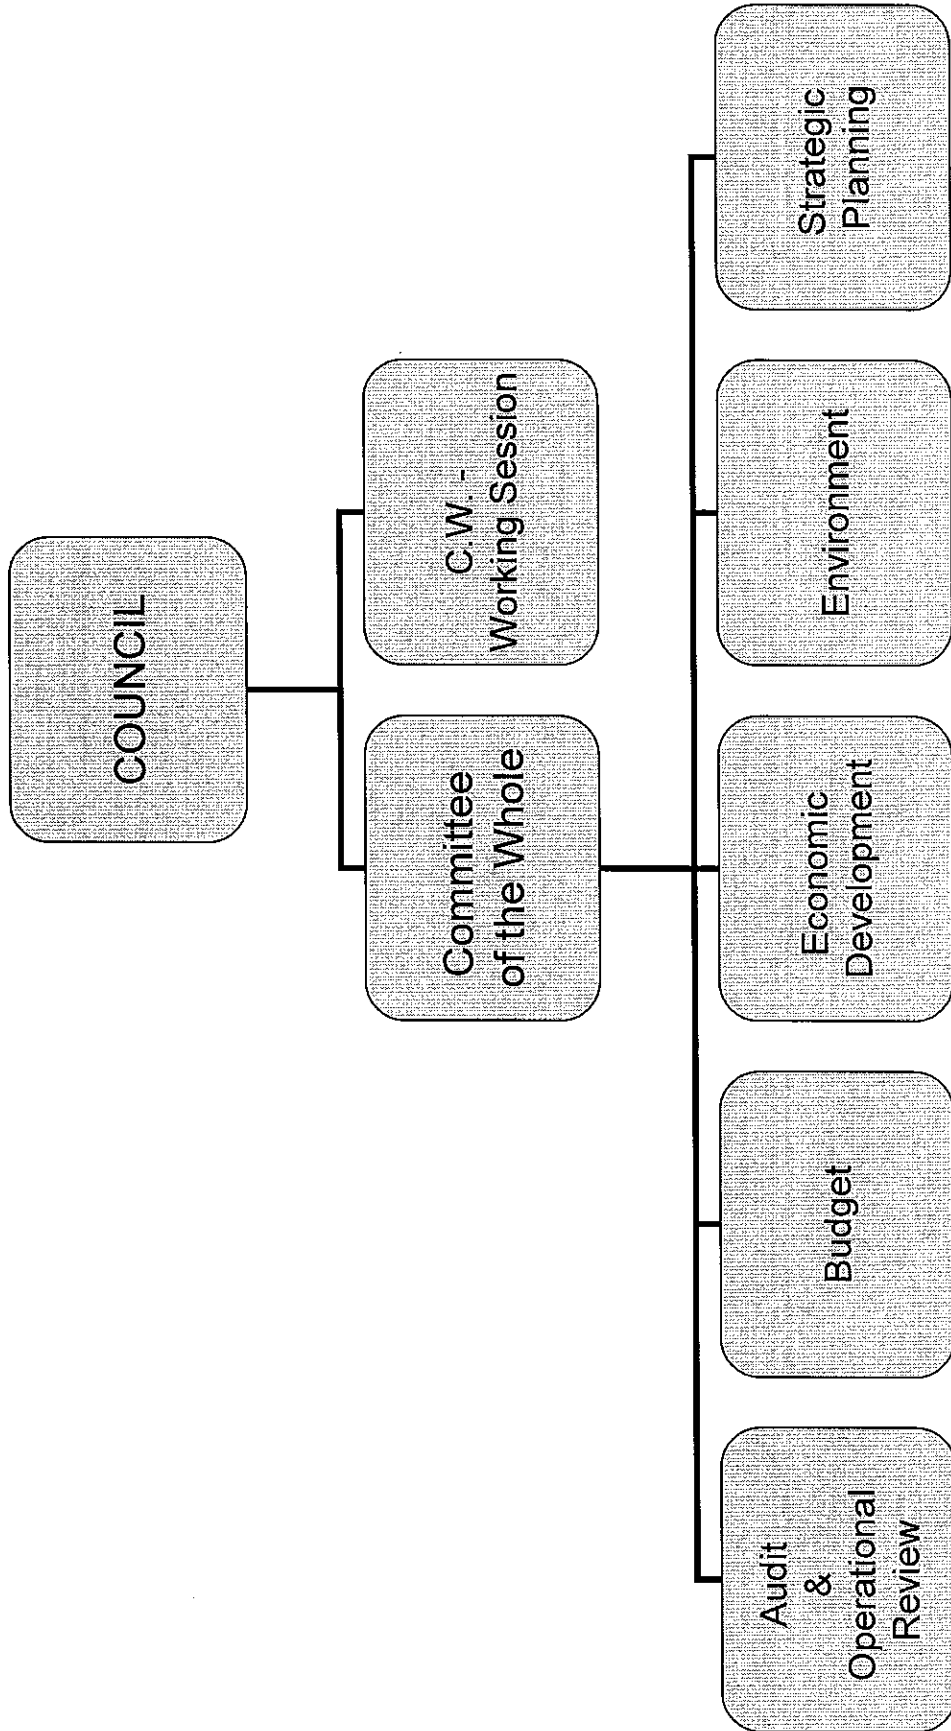 COUNCIL
Committee
of the Whole
C.W. -
Working Session
Audit
&
Operational
Review
Budget
Economic
Development
Environment
Strategic
Planning